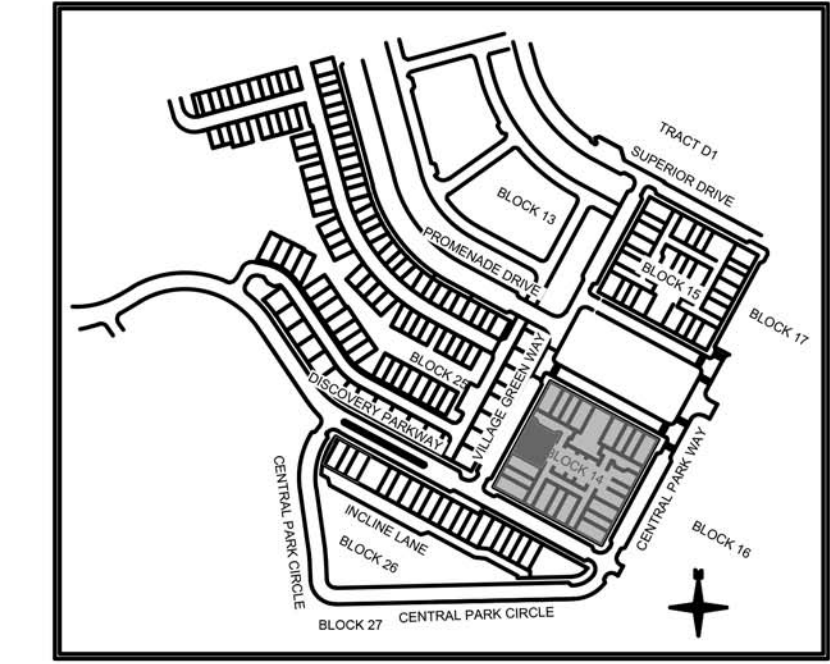 TRACT D1
SUPERIOR DRIVE
BLOCK 13
PROMENADE DRIVE
BLOCK 15
BLOCK 17
BLOCK 25
VILLAGE GREEN WAY
DISCOVERY PARKWAY
BLOCK 14
CENTRAL PARK WAY
CENTRAL PARK CIRCLE
INCLINE LANE
BLOCK 26
BLOCK 16
CENTRAL PARK CIRCLE
BLOCK 27
N